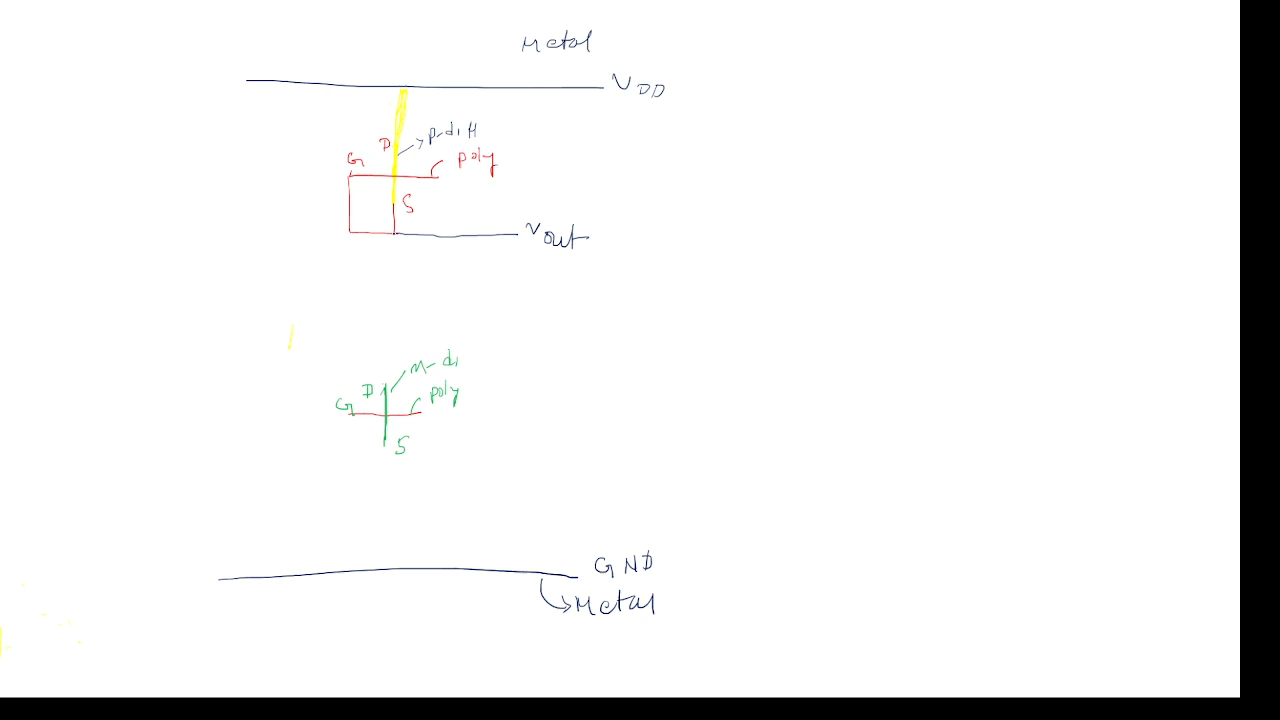 Metal
VDD
D
p-diff
G
poly
S
Vout
n-di
D
poly
G
S
GND
Metal